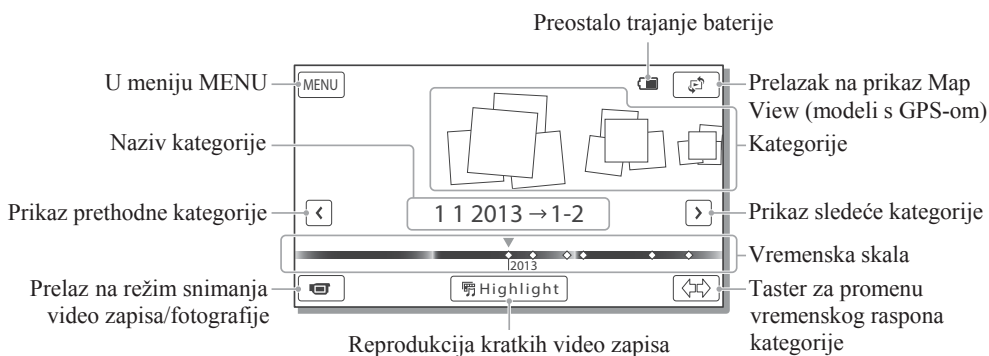 Preostalo trajanje baterije
U meniju MENU
MENU
Prelazak na prikaz Map
View (modeli s GPS-om)
Naziv kategorije
Kategorije
Prikaz prethodne kategorije
1 1 2013 →1-2
Prikaz sledeće kategorije
2013
Vremenska skala
Prelaz na režim snimanja
video zapisa/fotografije
Highlight
Taster za promenu
vremenskog raspona
kategorije
Reprodukcija kratkih video zapisa